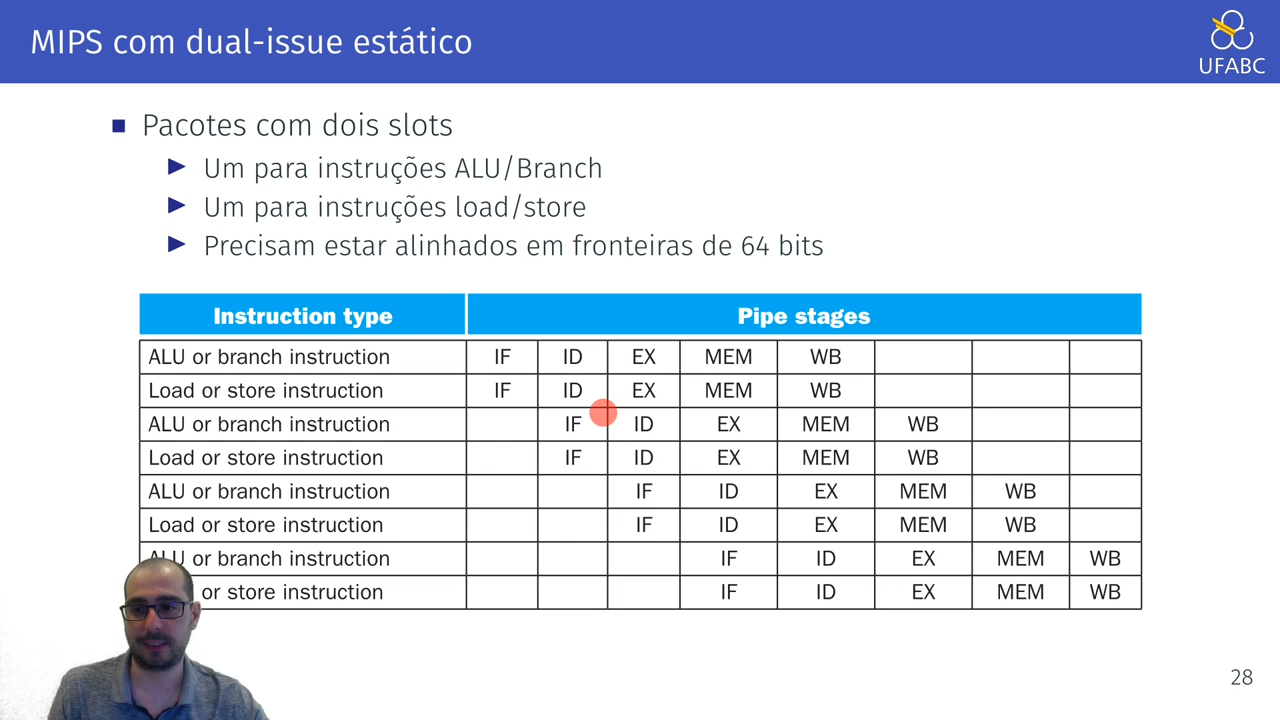 MIPS com dual-issue estático
UFABC
Pacotes com dois slots
Um para instruções ALU/Branch
Um para instruções load/store
Precisam estar alinhados em fronteiras de 64 bits
Instruction type Pipe stages
ALU or branch instruction IF ID EX MEM WB
Load or store instruction IF ID EX MEM WB
ALU or branch instruction IF ID EX MEM WB
Load or store instruction IF ID EX MEM WB
ALU or branch instruction IF ID EX MEM WB
Load or store instruction IF ID EX MEM WB
ALU or branch instruction IF ID EX MEM WB
or store instruction IF ID EX MEM WB
28